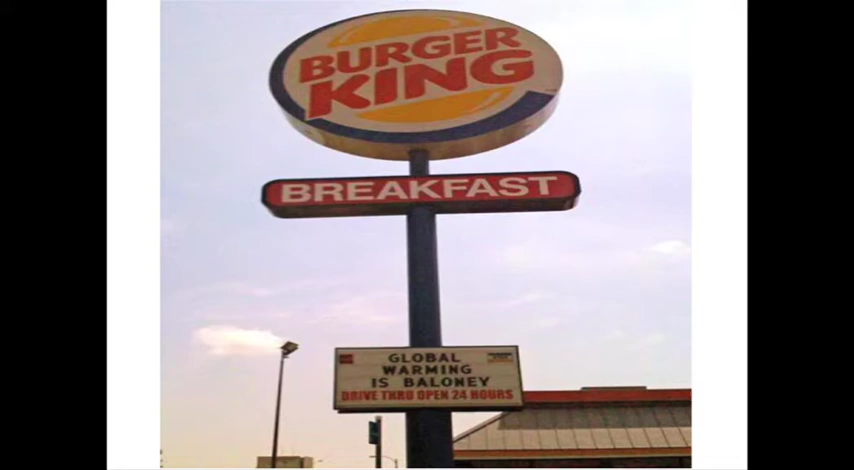 BURGER
KING
BREAKFAST
GLOBAL
WARMING
IS BALONEY
DRIVE THRU OPEN 24 HOURS